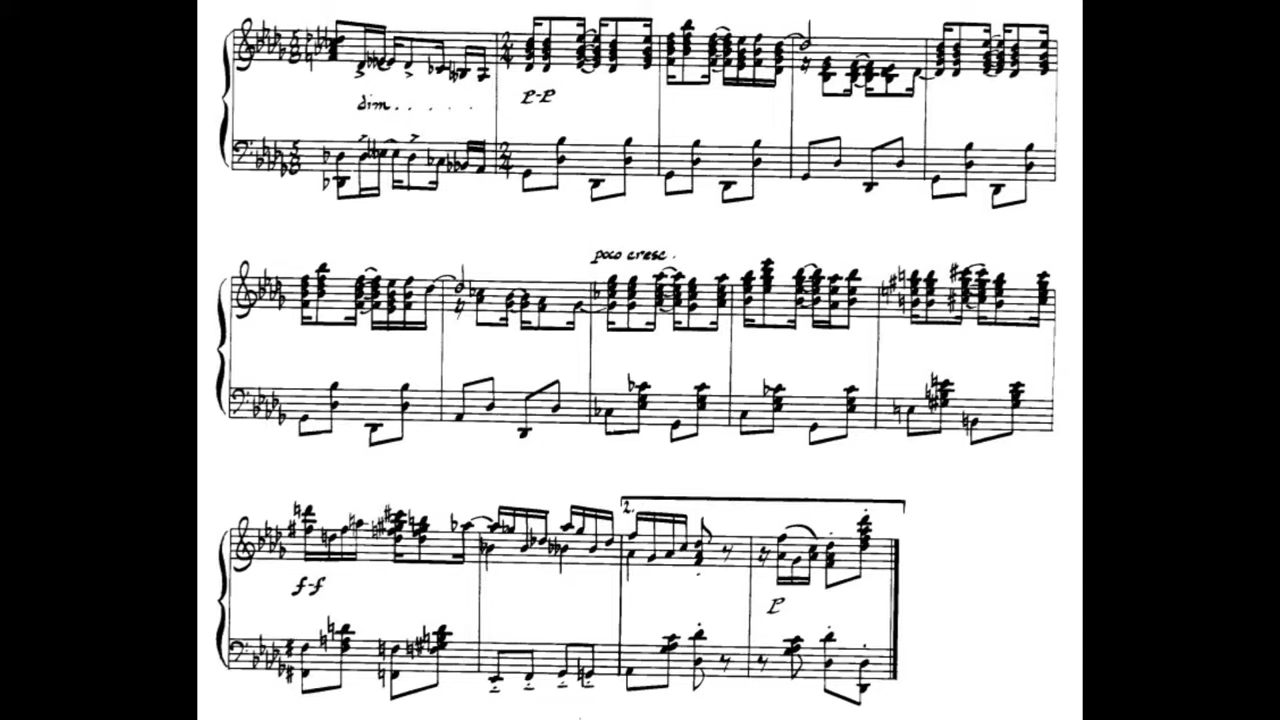 dim. . . . . .
p-p
poco cresc.
f-f
2.
p